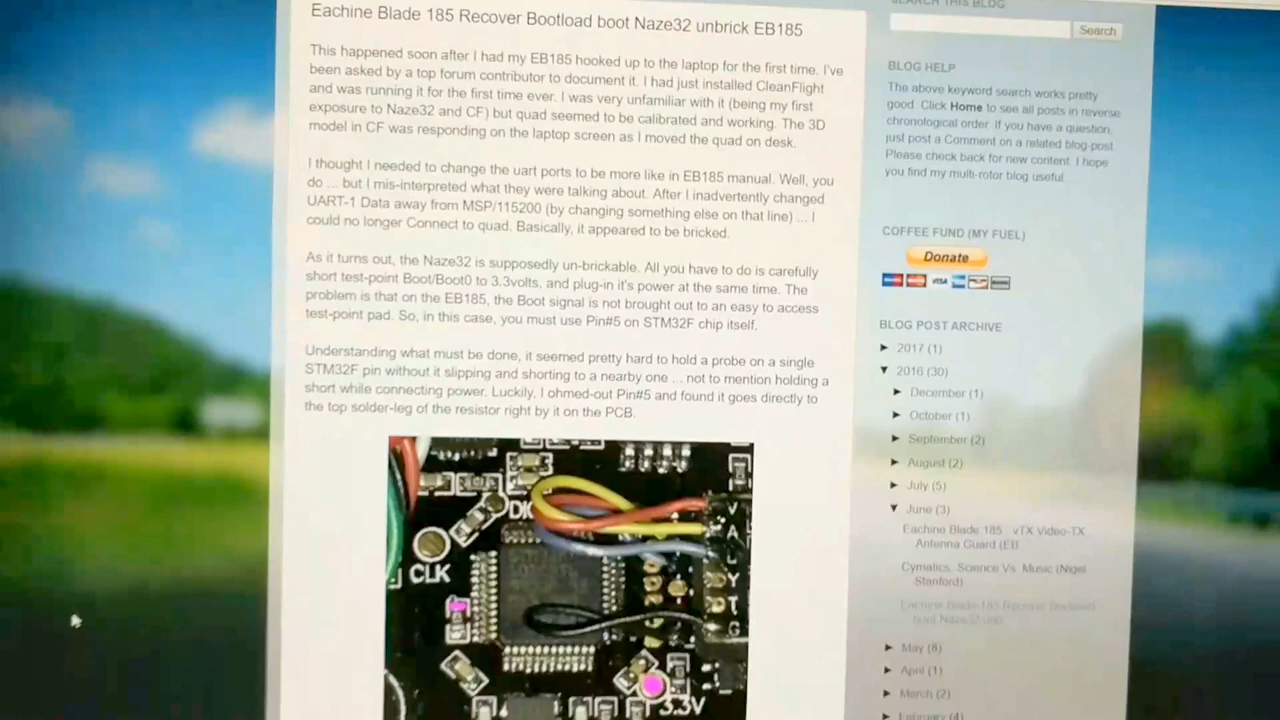 Eachine Blade 185 Recover Bootload boot Naze32 unbrick EB185
This happened soon after I had my EB185 hooked up to the laptop for the first time. I've
been asked by a top forum contributor to document it. I had just installed CleanFlight
and was running it for the first time ever. I was very unfamiliar with it (being my first
exposure to Naze32 and CF) but quad seemed to be calibrated and working. The 3D
model in CF was responding on the laptop screen as I moved the quad on desk.
I thought I needed to change the uart ports to be more like in EB185 manual. Well, you
do ... but I mis-interpreted what they were talking about. After I inadvertently changed
UART-1 Data away from MSP/115200 (by changing something else on that line) ... I
could no longer Connect to quad. Basically, it appeared to be bricked.
As it turns out, the Naze32 is supposedly un-brickable. All you have to do is carefully
short test-point Boot/Boot0 to 3.3volts, and plug-in it's power at the same time. The
problem is that on the EB185, the Boot signal is not brought out to an easy to access
test-point pad. So, in this case, you must use Pin#5 on STM32F chip itself.
Understanding what must be done, it seemed pretty hard to hold a probe on a single
STM32F pin without it slipping and shorting to a nearby one ... not to mention holding a
short while connecting power. Luckily, I ohmed-out Pin#5 and found it goes directly to
the top solder-leg of the resistor right by it on the PCB.
CLK
V
A
Y
T
G
3.3V
SEARCH THIS BLOG
Search
BLOG HELP
The above keyword search works pretty
good. Click Home to see all posts in reverse
chronological order. If you have a question,
just post a Comment on a related blog-post.
Please check back for new content. I hope
you find my multi-rotor blog useful.
COFFEE FUND (MY FUEL)
Donate
VISA
BLOG POST ARCHIVE
► 2017 (1)
▼ 2016 (30)
► December (1)
► October (1)
► September (2)
► August (2)
► July (5)
▼ June (3)
Eachine Blade 185 vTX Video-TX
Antenna Guard (EB
Cymatics: Science Vs. Music (Nigel
Stanford)
Eachine Blade 185 Recover Bootload
boot Naze32 unb
► May (8)
► April (1)
► March (2)
► February (4)